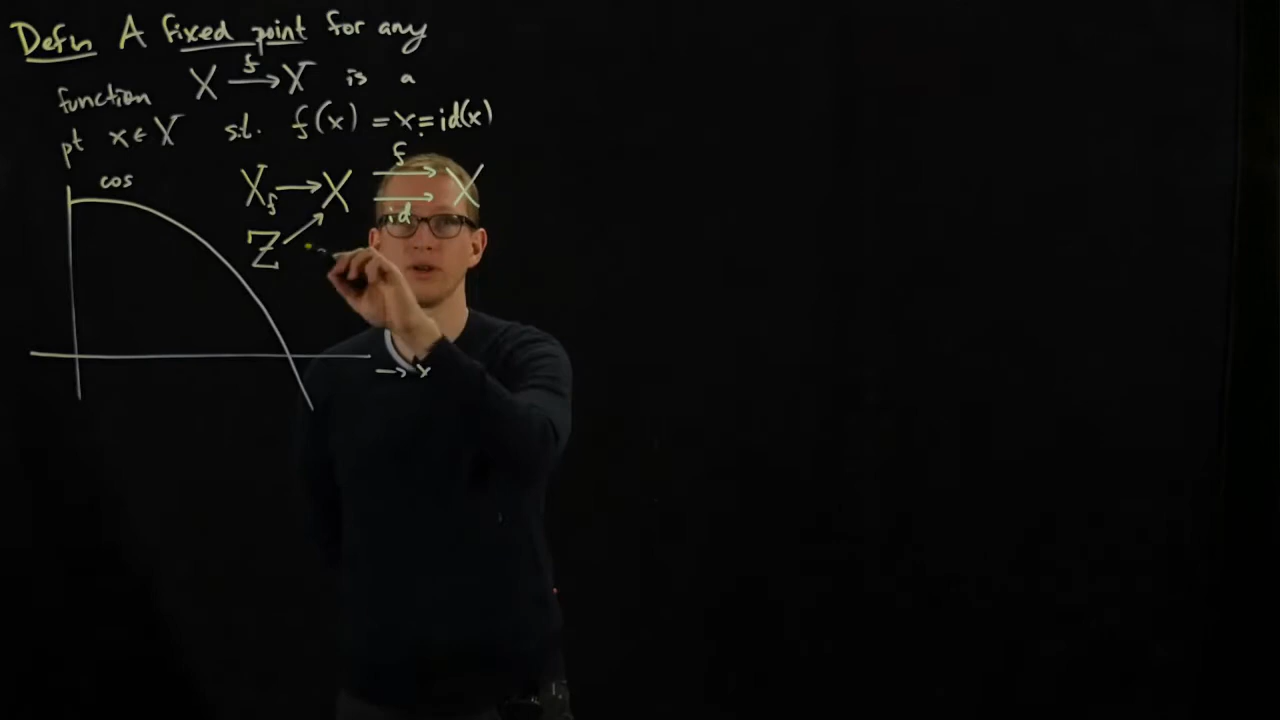 Defn A fixed point for any
function X —f→ X is a
pt x ∈ X s.t. f(x) = x = id(x)
cos X_f → X ⇉ X
f
id
Z
→ x